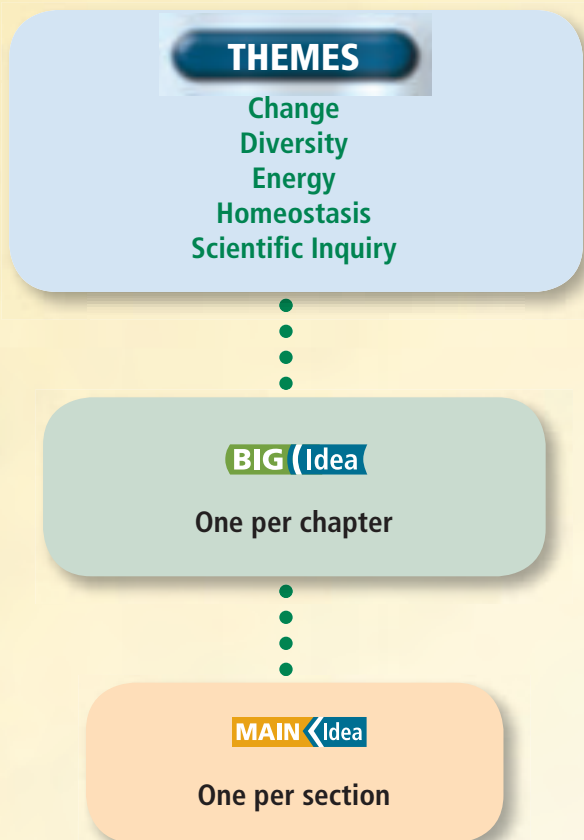 THEMES
Change
Diversity
Energy
Homeostasis
Scientific Inquiry
BIG Idea
One per chapter
MAIN Idea
One per section